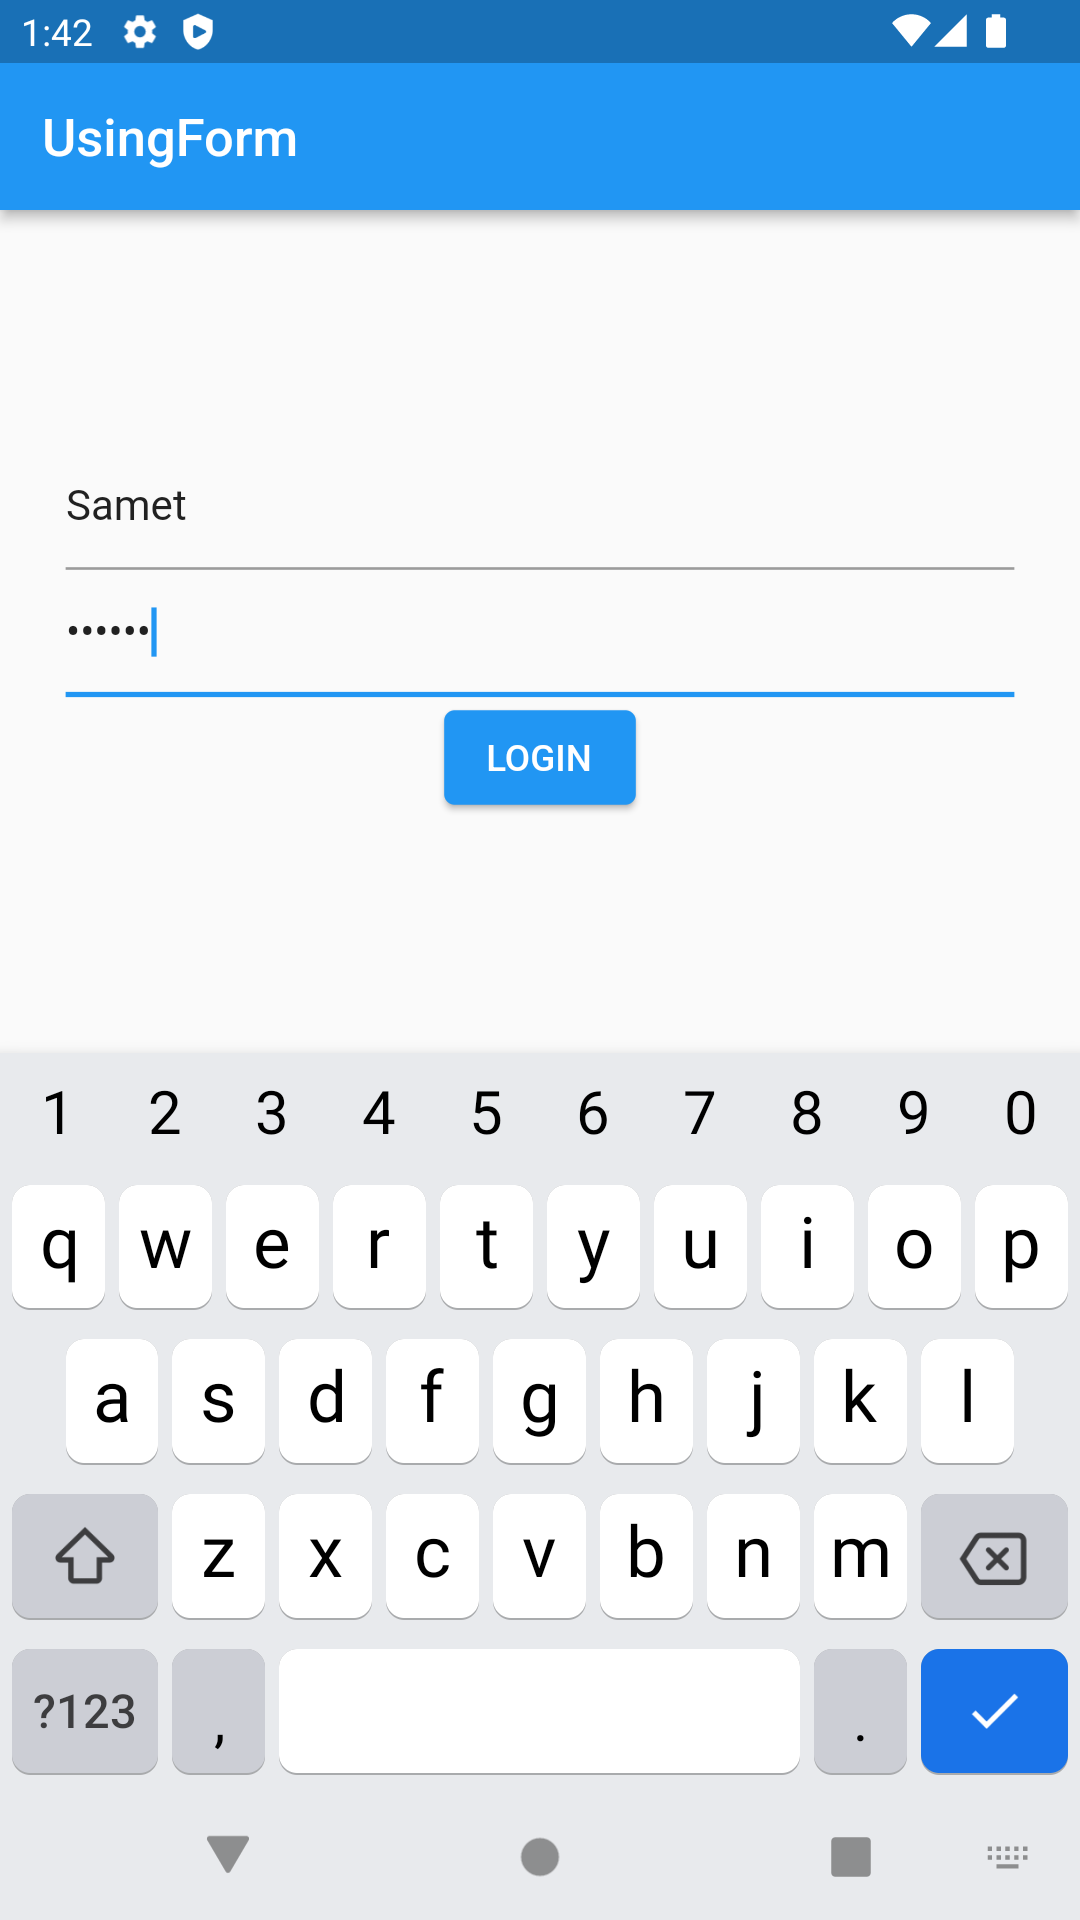 1:42
UsingForm
Samet
••••••
LOGIN
1 2 3 4 5 6 7 8 9 0
q w e r t y u i o p
a s d f g h j k l
z x c v b n m
?123 , .